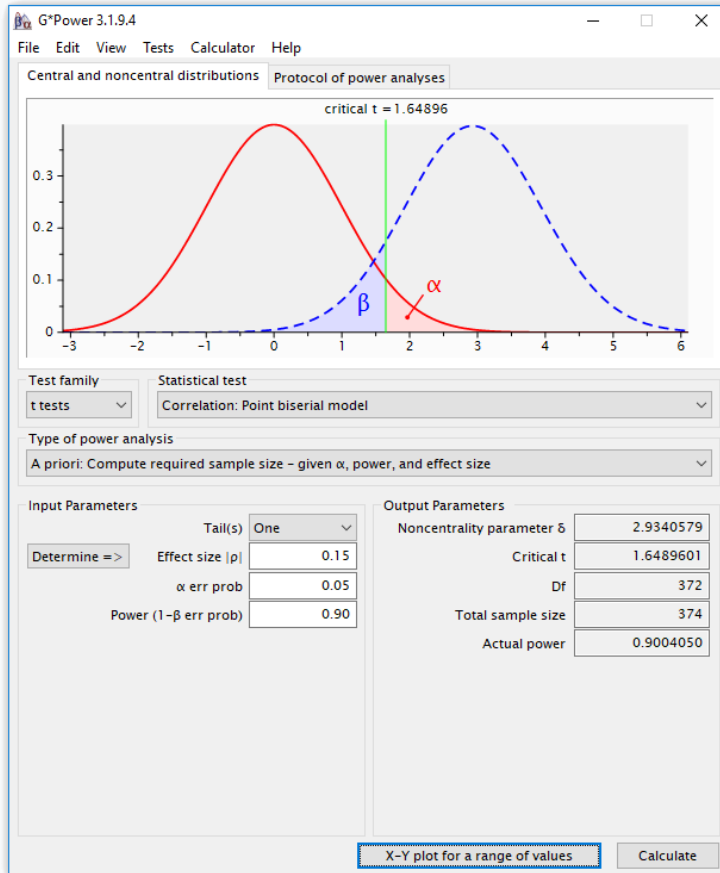 G*Power 3.1.9.4
File Edit View Tests Calculator Help
Central and noncentral distributions Protocol of power analyses
critical t = 1.64896
0.3
0.2
0.1
0
β
α
-3 -2 -1 0 1 2 3 4 5 6
Test family Statistical test
t tests Correlation: Point biserial model
Type of power analysis
A priori: Compute required sample size – given α, power, and effect size
Input Parameters Output Parameters
Tail(s) One Noncentrality parameter δ 2.9340579
Determine => Effect size |ρ| 0.15 Critical t 1.6489601
α err prob 0.05 Df 372
Power (1-β err prob) 0.90 Total sample size 374
Actual power 0.9004050
X-Y plot for a range of values Calculate